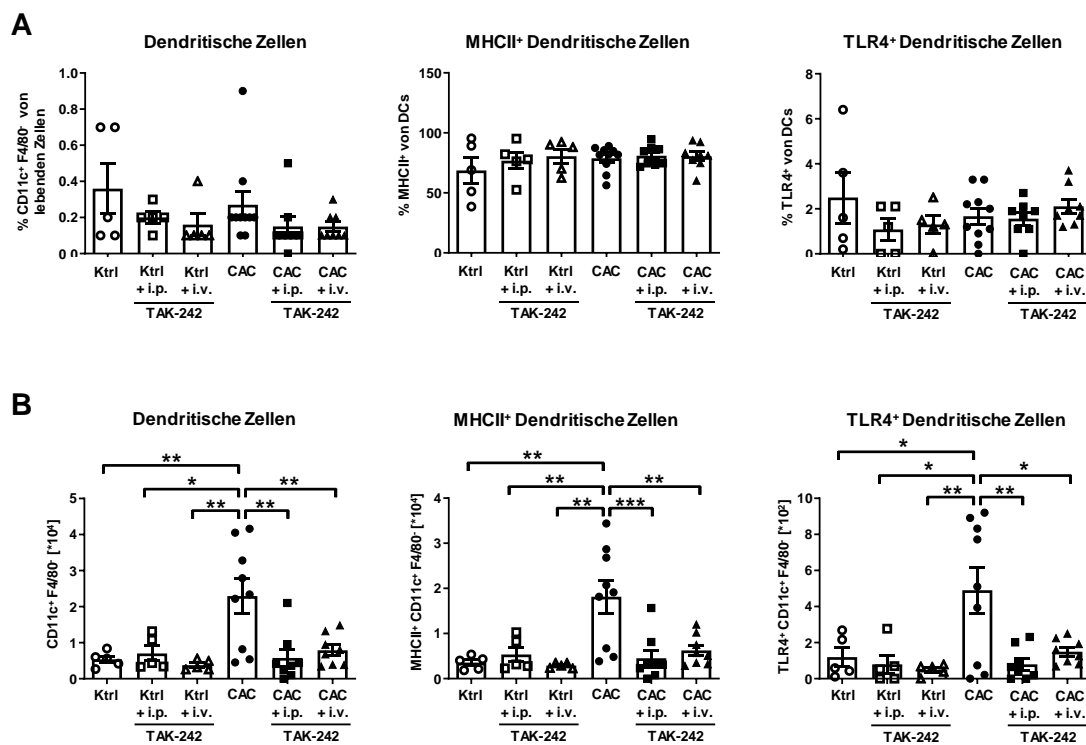 A
Dendritische Zellen
% CD11c⁺ F4/80⁻ von
lebenden Zellen
1.0
0.8
0.6
0.4
0.2
0.0
Ktrl
Ktrl
+ i.p.
Ktrl
+ i.v.
CAC
CAC
+ i.p.
CAC
+ i.v.
TAK-242
TAK-242
MHCII⁺ Dendritische Zellen
% MHCII⁺ von DCs
150
100
50
0
Ktrl
Ktrl
+ i.p.
Ktrl
+ i.v.
CAC
CAC
+ i.p.
CAC
+ i.v.
TAK-242
TAK-242
TLR4⁺ Dendritische Zellen
% TLR4⁺ von DCs
8
6
4
2
0
Ktrl
Ktrl
+ i.p.
Ktrl
+ i.v.
CAC
CAC
+ i.p.
CAC
+ i.v.
TAK-242
TAK-242
B
Dendritische Zellen
**
*
**
**
**
CD11c⁺ F4/80⁻ [*10⁴]
5
4
3
2
1
0
Ktrl
Ktrl
+ i.p.
Ktrl
+ i.v.
CAC
CAC
+ i.p.
CAC
+ i.v.
TAK-242
TAK-242
MHCII⁺ Dendritische Zellen
**
**
**
**
***
MHCII⁺ CD11c⁺ F4/80⁻ [*10⁴]
4
3
2
1
0
Ktrl
Ktrl
+ i.p.
Ktrl
+ i.v.
CAC
CAC
+ i.p.
CAC
+ i.v.
TAK-242
TAK-242
TLR4⁺ Dendritische Zellen
*
*
*
**
**
TLR4⁺ CD11c⁺ F4/80⁻ [*10²]
10
8
6
4
2
0
Ktrl
Ktrl
+ i.p.
Ktrl
+ i.v.
CAC
CAC
+ i.p.
CAC
+ i.v.
TAK-242
TAK-242